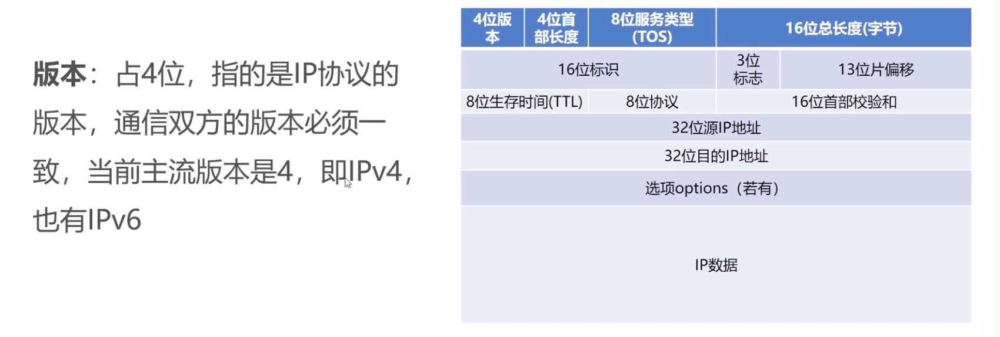 版本：占4位，指的是IP协议的
版本，通信双方的版本必须一
致，当前主流版本是4，即IPv4，
也有IPv6
4位版
本
4位首
部长度
8位服务类型
(TOS)
16位总长度(字节)
16位标识
3位
标志
13位片偏移
8位生存时间(TTL)
8位协议
16位首部校验和
32位源IP地址
32位目的IP地址
选项options（若有）
IP数据